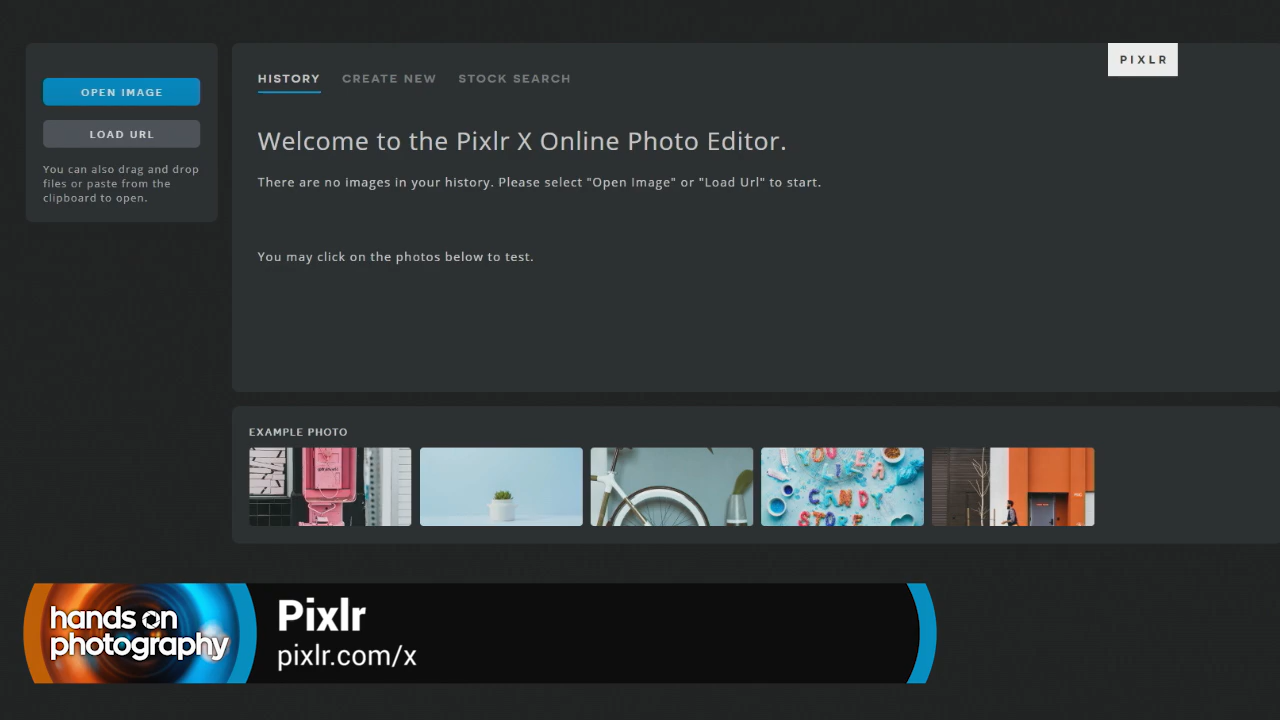 OPEN IMAGE
LOAD URL
You can also drag and drop
files or paste from the
clipboard to open.
HISTORY CREATE NEW STOCK SEARCH
PIXLR
Welcome to the Pixlr X Online Photo Editor.
There are no images in your history. Please select "Open Image" or "Load Url" to start.
You may click on the photos below to test.
EXAMPLE PHOTO
CANDY
STORE
hands on
photography
Pixlr
pixlr.com/x